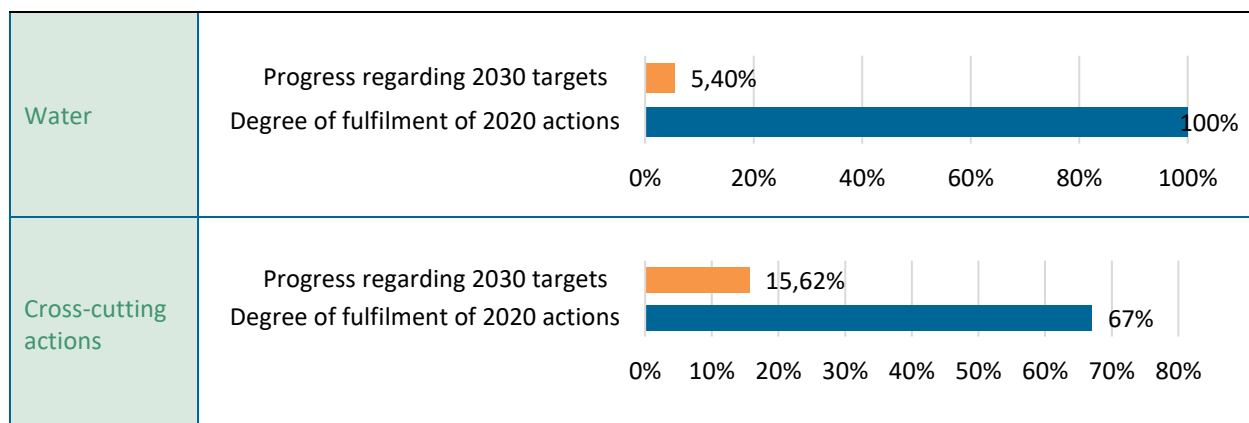 Water
Progress regarding 2030 targets
5,40%
Degree of fulfilment of 2020 actions
100%
0% 20% 40% 60% 80% 100%
Cross-cutting
actions
Progress regarding 2030 targets
15,62%
Degree of fulfilment of 2020 actions
67%
0% 10% 20% 30% 40% 50% 60% 70% 80%